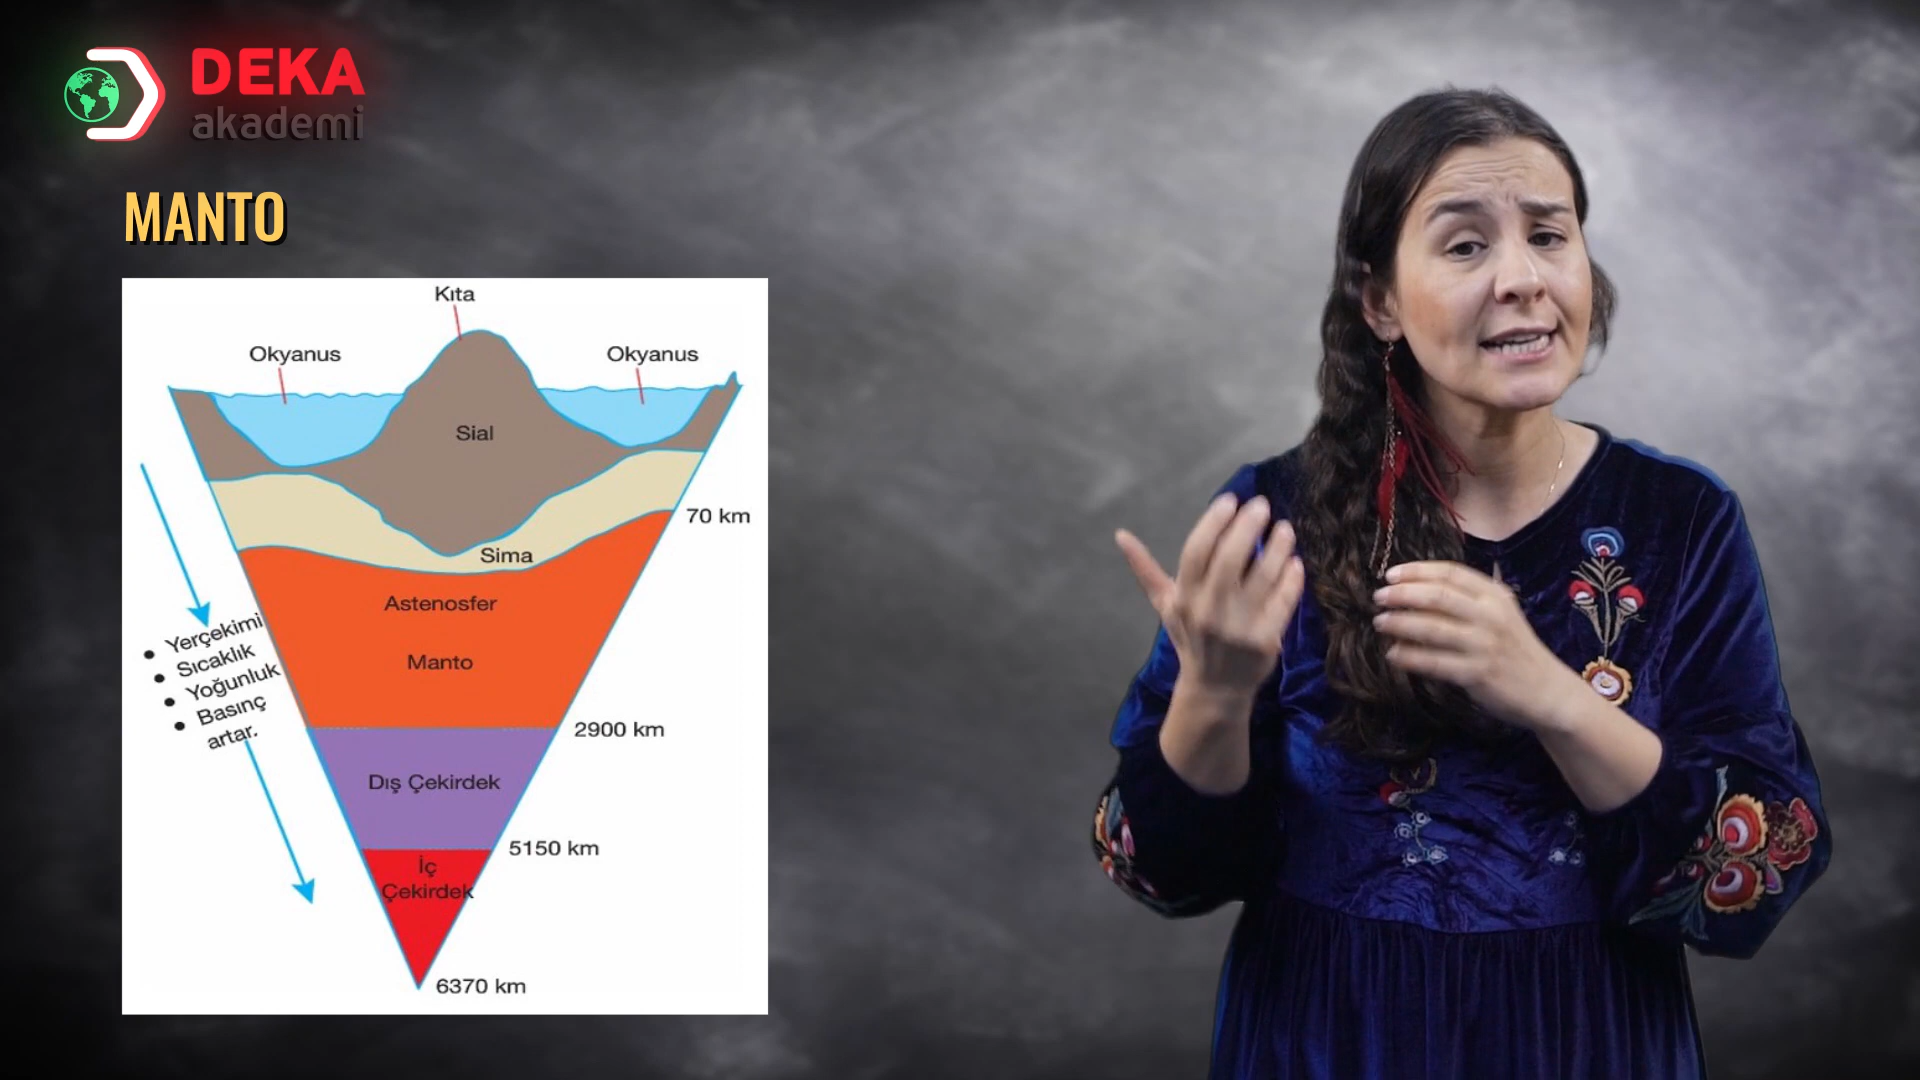 DEKA
akademi
MANTO
Kıta
Okyanus
Okyanus
Sial
70 km
Sima
Astenosfer
Manto
• Yerçekimi
• Sıcaklık
• Yoğunluk
• Basınç
artar.
2900 km
Dış Çekirdek
5150 km
İç
Çekirdek
6370 km